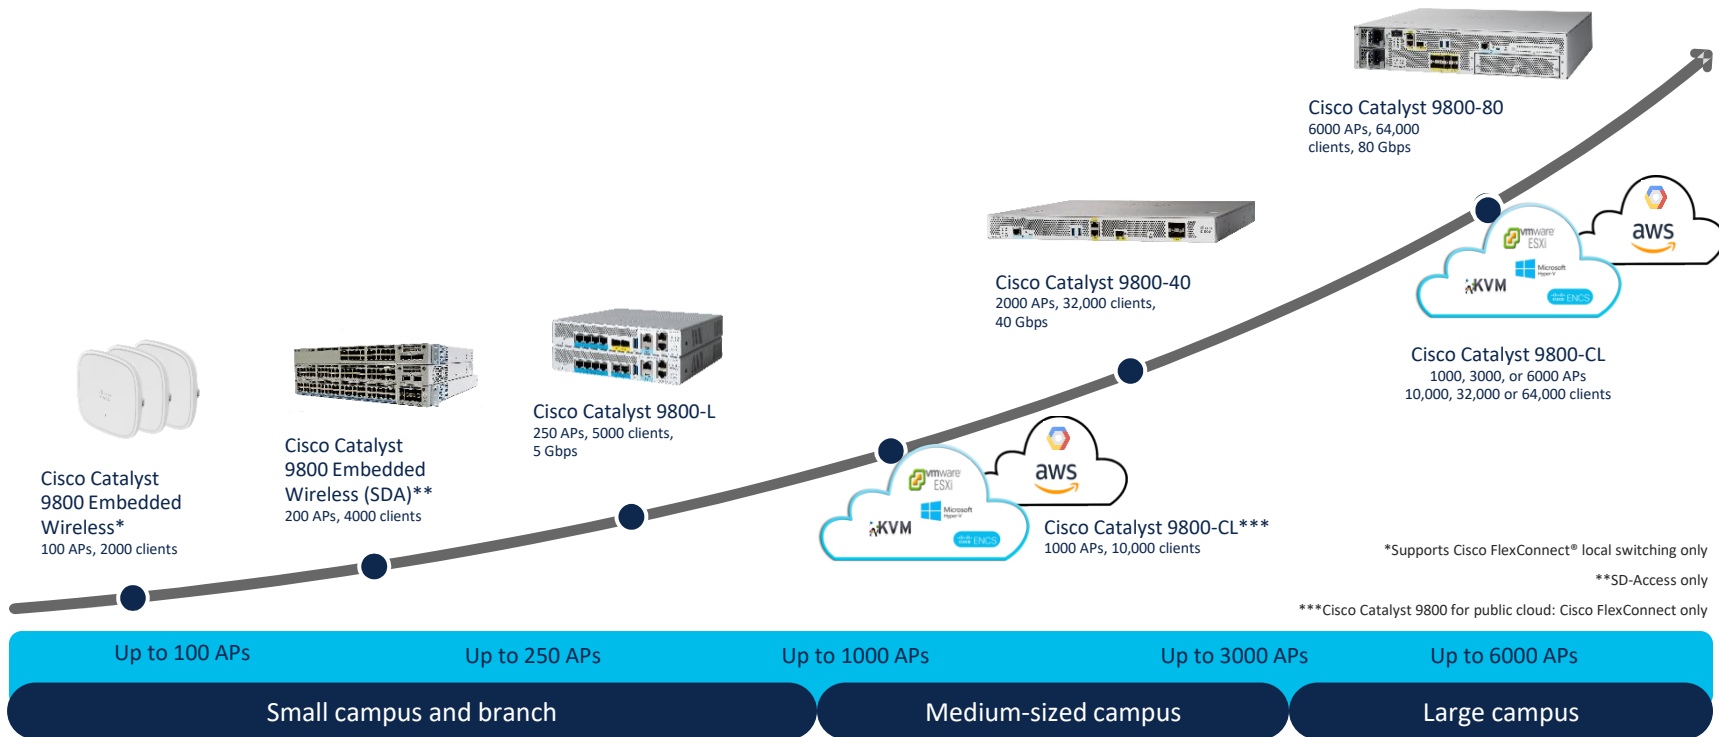 Cisco Catalyst 9800-80
6000 APs, 64,000
clients, 80 Gbps
aws
vmware
ESXi
Microsoft
Hyper-V
KVM
ENCS
Cisco Catalyst 9800-CL
1000, 3000, or 6000 APs
10,000, 32,000 or 64,000 clients
Cisco Catalyst 9800-40
2000 APs, 32,000 clients,
40 Gbps
Cisco Catalyst 9800-L
250 APs, 5000 clients,
5 Gbps
aws
vmware
ESXi
Microsoft
Hyper-V
KVM
ENCS
Cisco Catalyst 9800-CL***
1000 APs, 10,000 clients
Cisco Catalyst
9800 Embedded
Wireless (SDA)**
200 APs, 4000 clients
Cisco Catalyst
9800 Embedded
Wireless*
100 APs, 2000 clients
*Supports Cisco FlexConnect® local switching only
**SD-Access only
***Cisco Catalyst 9800 for public cloud: Cisco FlexConnect only
Up to 100 APs
Up to 250 APs
Up to 1000 APs
Up to 3000 APs
Up to 6000 APs
Small campus and branch
Medium-sized campus
Large campus